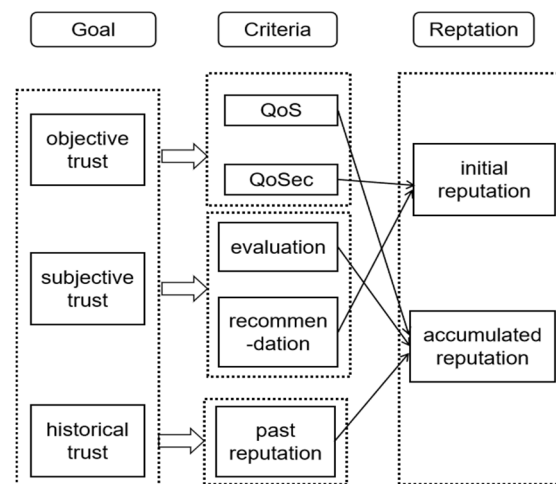 Goal
Criteria
Reptation
objective
trust
QoS
QoSec
initial
reputation
subjective
trust
evaluation
recommen
-dation
accumulated
reputation
historical
trust
past
reputation